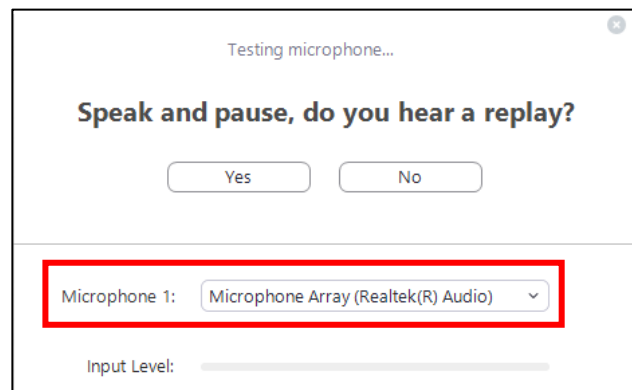 Testing microphone...
Speak and pause, do you hear a replay?
Yes No
Microphone 1: Microphone Array (Realtek(R) Audio)
Input Level: